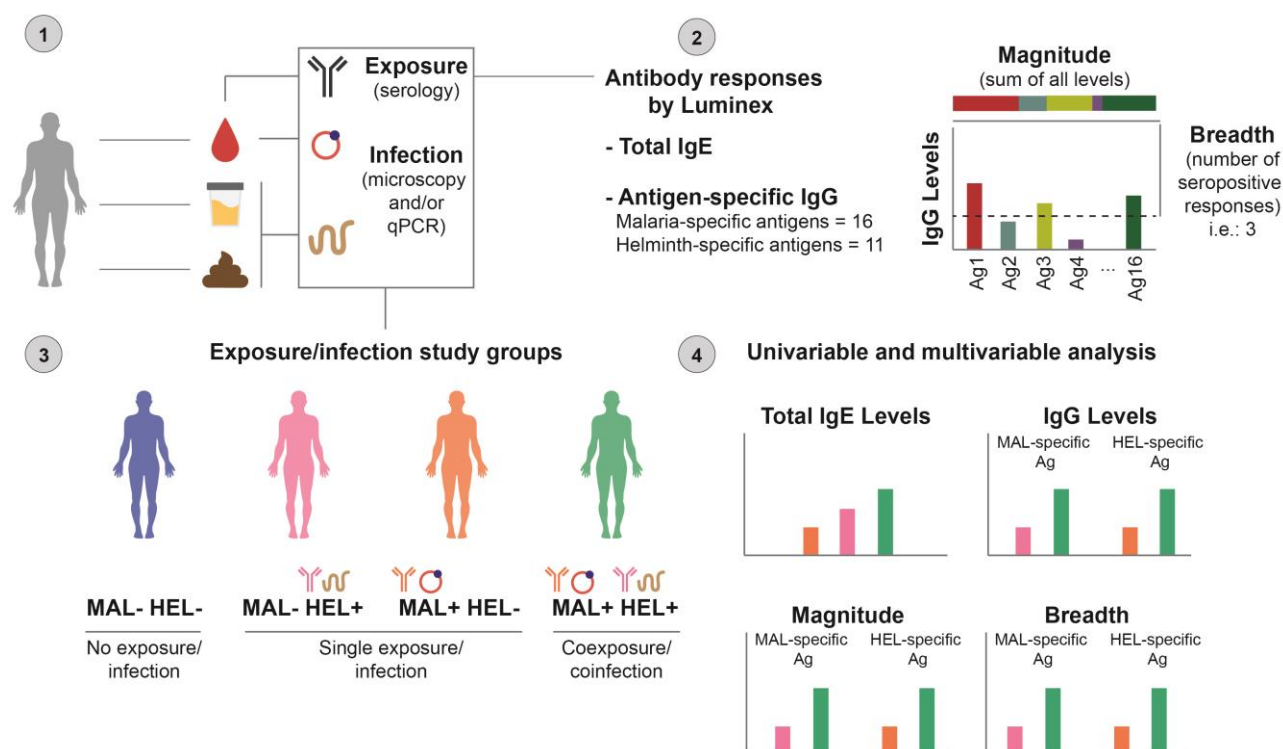 1
Exposure
(serology)
Infection
(microscopy
and/or
qPCR)
2
Antibody responses
by Luminex
- Total IgE
- Antigen-specific IgG
Malaria-specific antigens = 16
Helminth-specific antigens = 11
Magnitude
(sum of all levels)
IgG Levels
Breadth
(number of
seropositive
responses)
i.e.: 3
Ag1
Ag2
Ag3
Ag4
...
Ag16
3
Exposure/infection study groups
MAL- HEL-
MAL- HEL+
MAL+ HEL-
MAL+ HEL+
No exposure/
infection
Single exposure/
infection
Coexposure/
coinfection
4
Univariable and multivariable analysis
Total IgE Levels
IgG Levels
MAL-specific
Ag
HEL-specific
Ag
Magnitude
MAL-specific
Ag
HEL-specific
Ag
Breadth
MAL-specific
Ag
HEL-specific
Ag